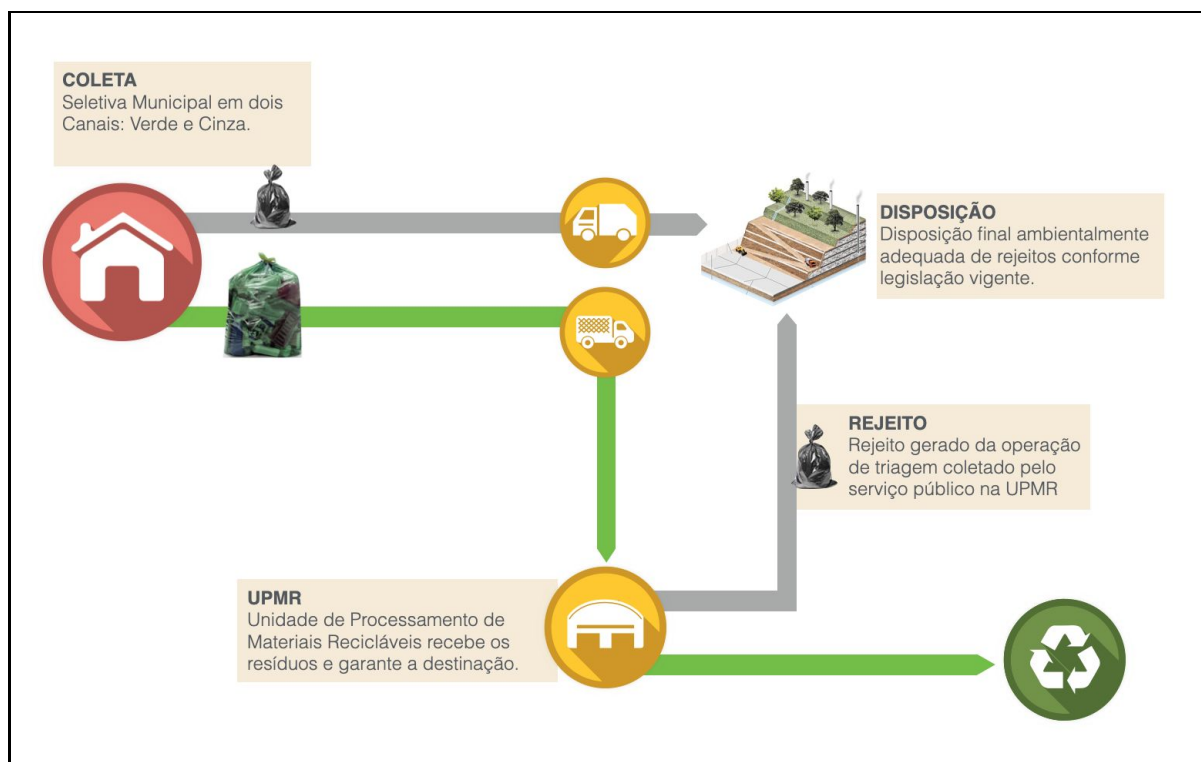 COLETA
Seletiva Municipal em dois
Canais: Verde e Cinza.
DISPOSIÇÃO
Disposição final ambientalmente
adequada de rejeitos conforme
legislação vigente.
REJEITO
Rejeito gerado da operação
de triagem coletado pelo
serviço público na UPMR
UPMR
Unidade de Processamento de
Materiais Recicláveis recebe os
resíduos e garante a destinação.